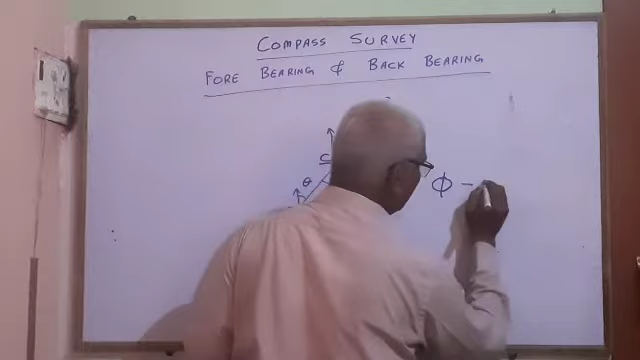 COMPASS SURVEY
FORE BEARING & BACK BEARING
C
θ
ϕ -